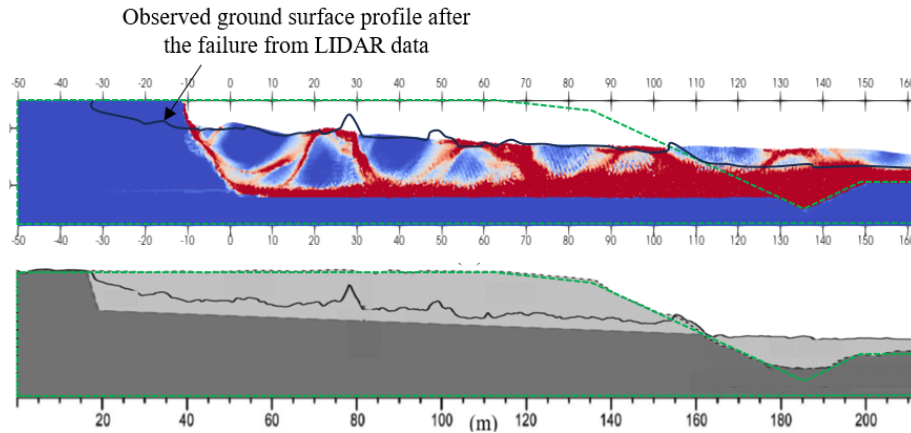 Observed ground surface profile after
the failure from LIDAR data
-50 -40 -30 -20 -10 0 10 20 30 40 50 60 70 80 90 100 110 120 130 140 150 160
-50 -40 -30 -20 -10 0 10 20 30 40 50 60 70 80 90 100 110 120 130 140 150 160
20 40 60 80 100 (m) 120 140 160 180 200